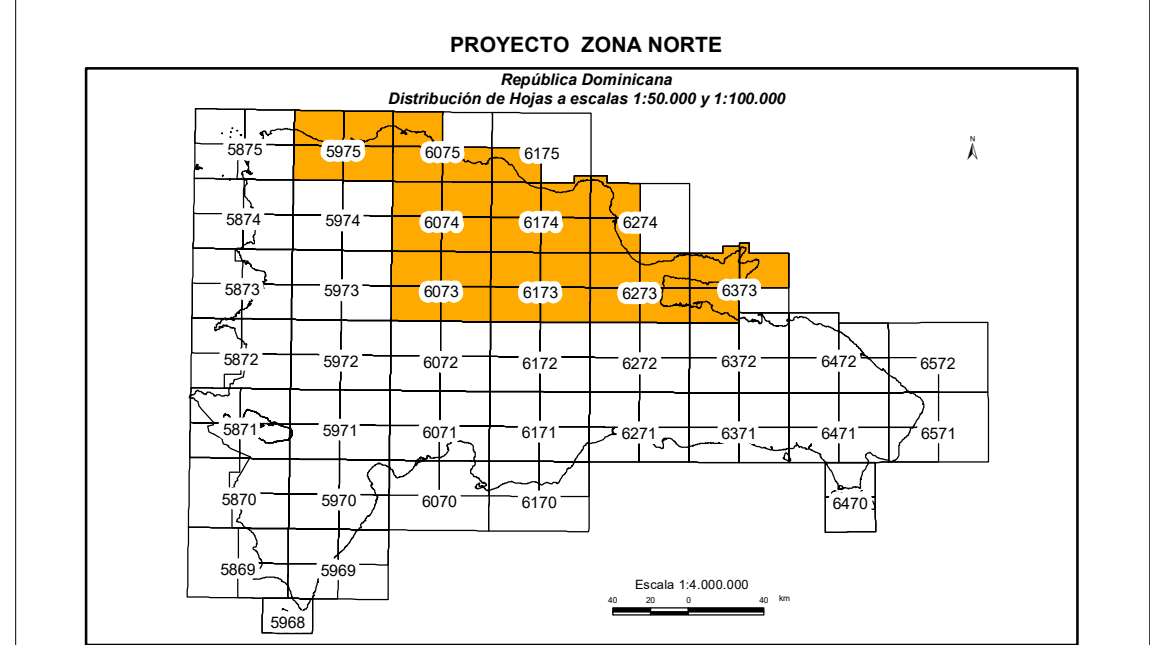 PROYECTO ZONA NORTE
República Dominicana
Distribución de Hojas a escalas 1:50.000 y 1:100.000
N
5875 5975 6075 6175
5874 5974 6074 6174 6274
5873 5973 6073 6173 6273 6373
5872 5972 6072 6172 6272 6372 6472 6572
5871 5971 6071 6171 6271 6371 6471 6571
5870 5970 6070 6170 6470
5869 5969
Escala 1:4.000.000
40 20 0 40 km
5968